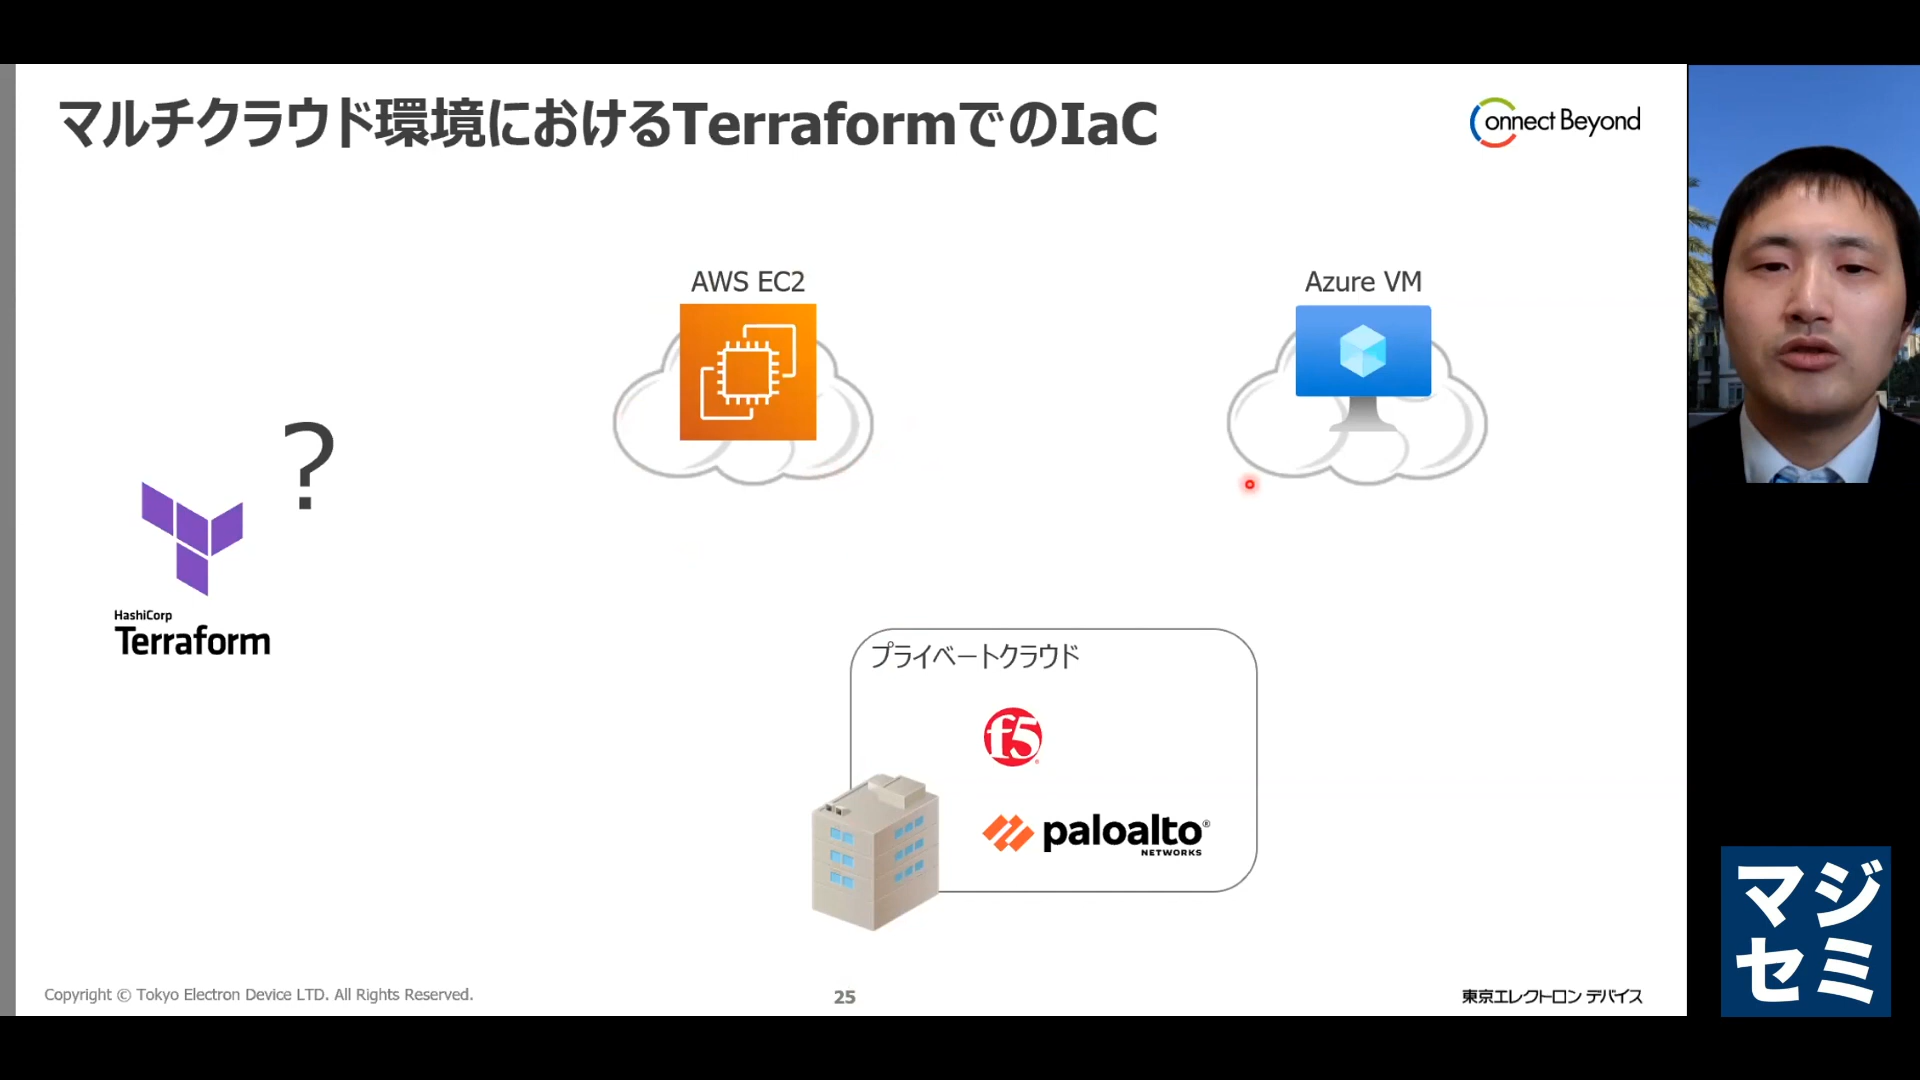 マルチクラウド環境におけるTerraformでのIaC
Connect Beyond
AWS EC2
Azure VM
?
HashiCorp
Terraform
プライベートクラウド
f5
paloalto®
NETWORKS
マジ
セミ
Copyright © Tokyo Electron Device LTD. All Rights Reserved.
25
東京エレクトロン デバイス